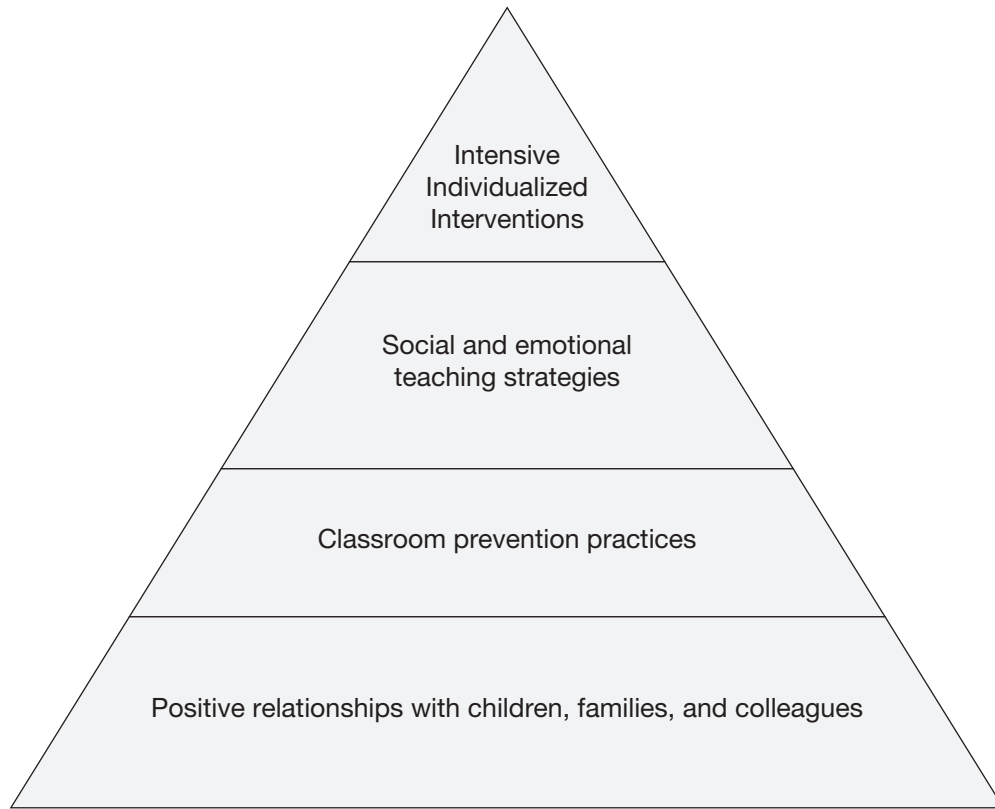 Intensive
Individualized
Interventions
Social and emotional
teaching strategies
Classroom prevention practices
Positive relationships with children, families, and colleagues